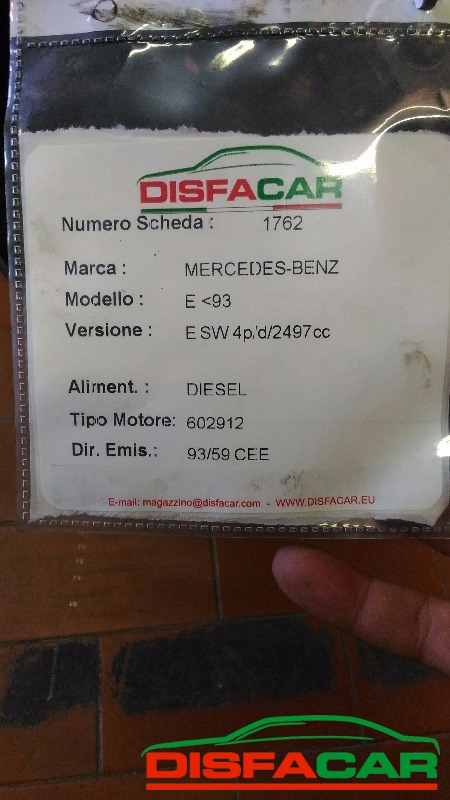 DISFACAR
Numero Scheda : 1762
Marca : MERCEDES-BENZ
Modello : E <93
Versione : E SW 4p/d/2497cc
Aliment. : DIESEL
Tipo Motore: 602912
Dir. Emis.: 93/59 CEE
E-mail: magazzino@disfacar.com - WWW.DISFACAR.EU
DISFACAR